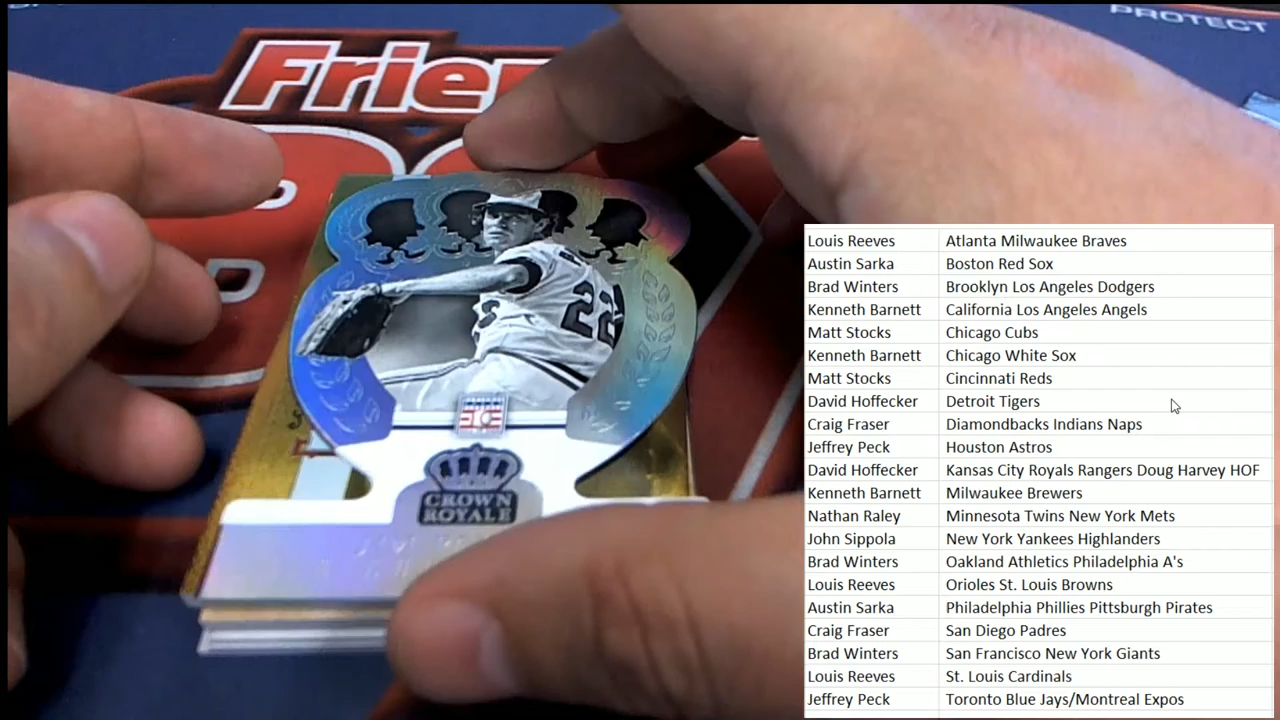 PROTECT
Frien
22
CROWN
ROYALE
Louis Reeves Atlanta Milwaukee Braves
Austin Sarka Boston Red Sox
Brad Winters Brooklyn Los Angeles Dodgers
Kenneth Barnett California Los Angeles Angels
Matt Stocks Chicago Cubs
Kenneth Barnett Chicago White Sox
Matt Stocks Cincinnati Reds
David Hoffecker Detroit Tigers
Craig Fraser Diamondbacks Indians Naps
Jeffrey Peck Houston Astros
David Hoffecker Kansas City Royals Rangers Doug Harvey HOF
Kenneth Barnett Milwaukee Brewers
Nathan Raley Minnesota Twins New York Mets
John Sippola New York Yankees Highlanders
Brad Winters Oakland Athletics Philadelphia A's
Louis Reeves Orioles St. Louis Browns
Austin Sarka Philadelphia Phillies Pittsburgh Pirates
Craig Fraser San Diego Padres
Brad Winters San Francisco New York Giants
Louis Reeves St. Louis Cardinals
Jeffrey Peck Toronto Blue Jays/Montreal Expos